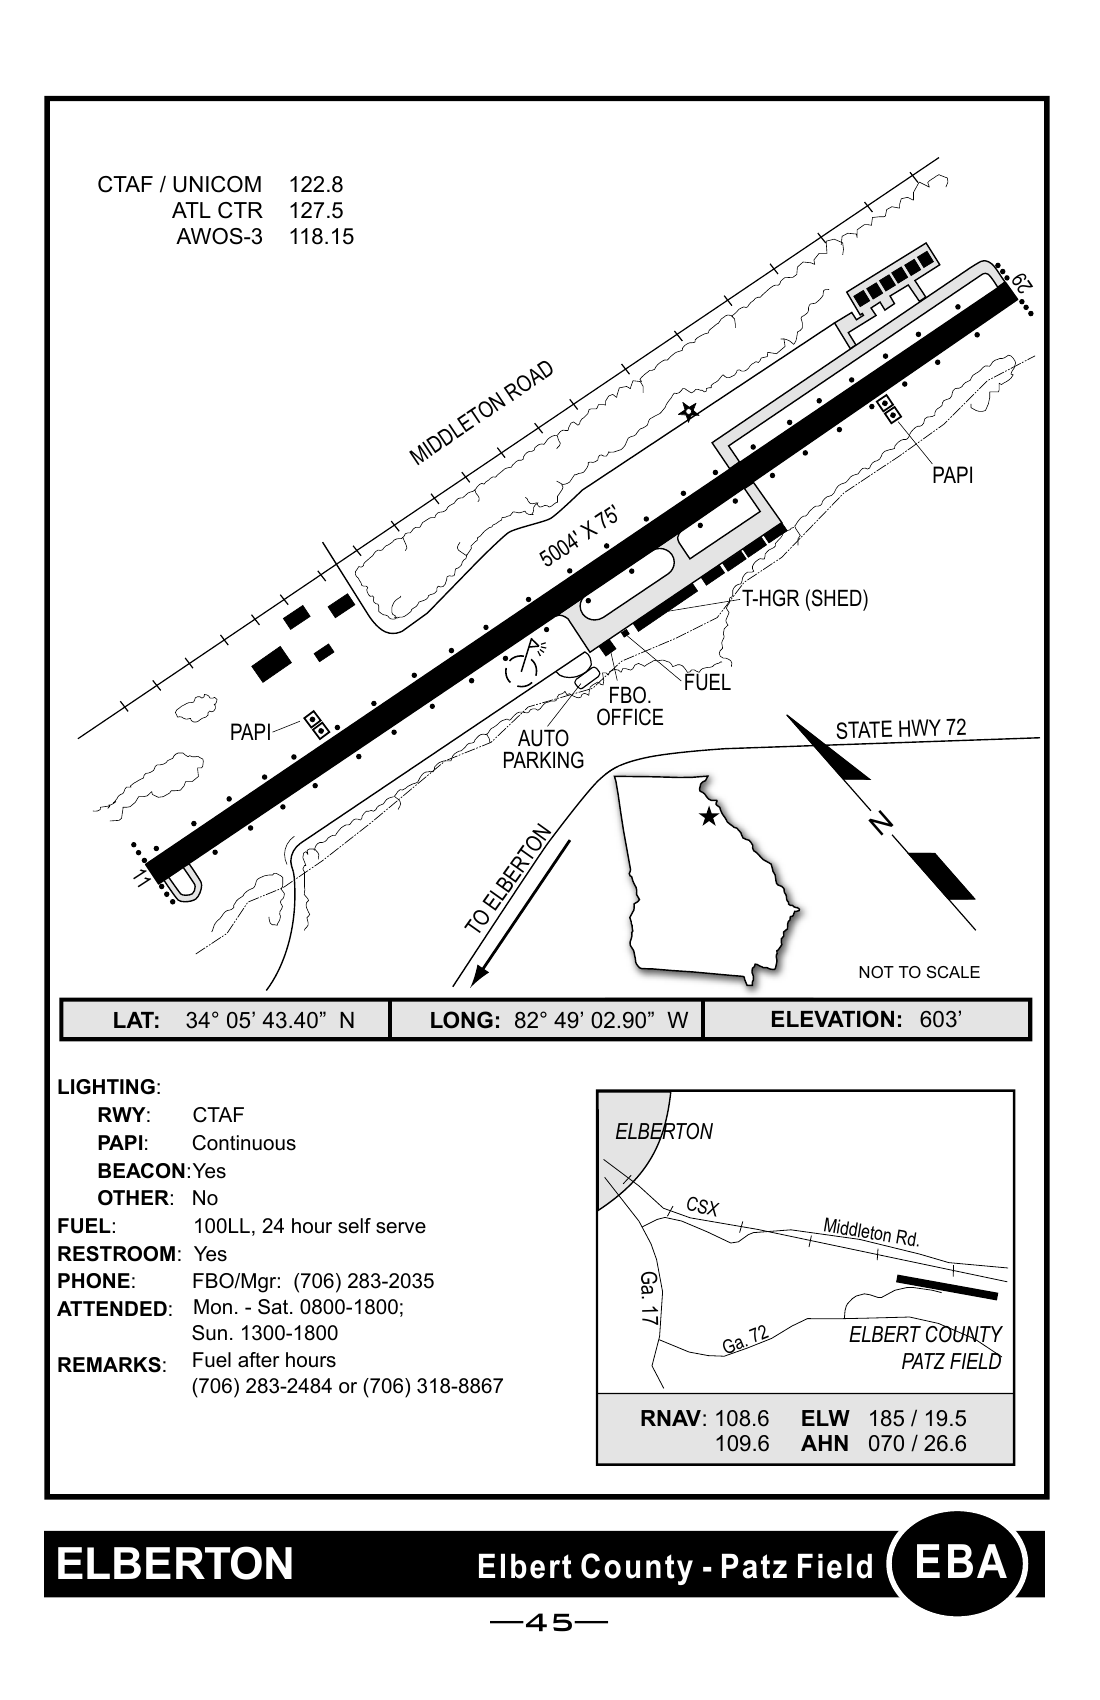 CTAF / UNICOM 122.8
ATL CTR 127.5
AWOS-3 118.15
29
MIDDLETON ROAD
PAPI
5004' X 75'
T-HGR (SHED)
FUEL
FBO.
OFFICE
PAPI
AUTO
PARKING
STATE HWY 72
N
11
TO ELBERTON
NOT TO SCALE
LAT: 34° 05’ 43.40” N LONG: 82° 49’ 02.90” W ELEVATION: 603’
LIGHTING:
RWY: CTAF
PAPI: Continuous
BEACON: Yes
OTHER: No
FUEL: 100LL, 24 hour self serve
RESTROOM: Yes
PHONE: FBO/Mgr: (706) 283-2035
ATTENDED: Mon. - Sat. 0800-1800;
Sun. 1300-1800
REMARKS: Fuel after hours
(706) 283-2484 or (706) 318-8867
ELBERTON
CSX
Middleton Rd.
Ga. 17
Ga. 72
ELBERT COUNTY
PATZ FIELD
RNAV: 108.6 ELW 185 / 19.5
109.6 AHN 070 / 26.6
ELBERTON Elbert County - Patz Field EBA
—45—